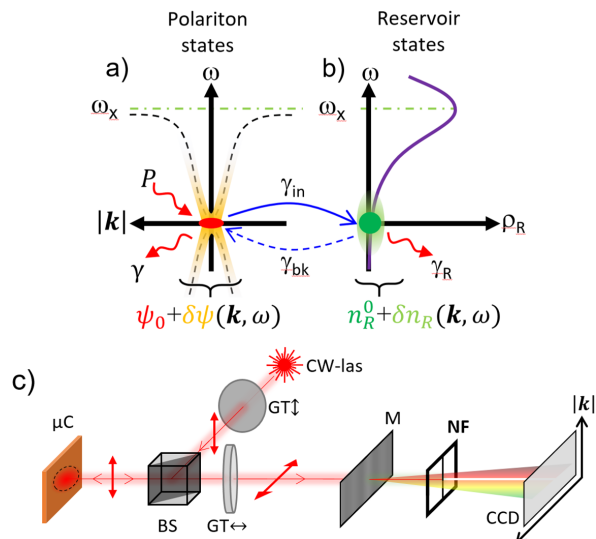 Polariton
states
Reservoir
states
a)
b)
ω
ω
ωx
ωx
P
γin
|k|
ρR
γ
γbk
γR
ψ0+δψ(k, ω)
n0R+δnR(k, ω)
c)
CW-las
GT↕
μC
M
NF
|k|
BS
GT↔
CCD